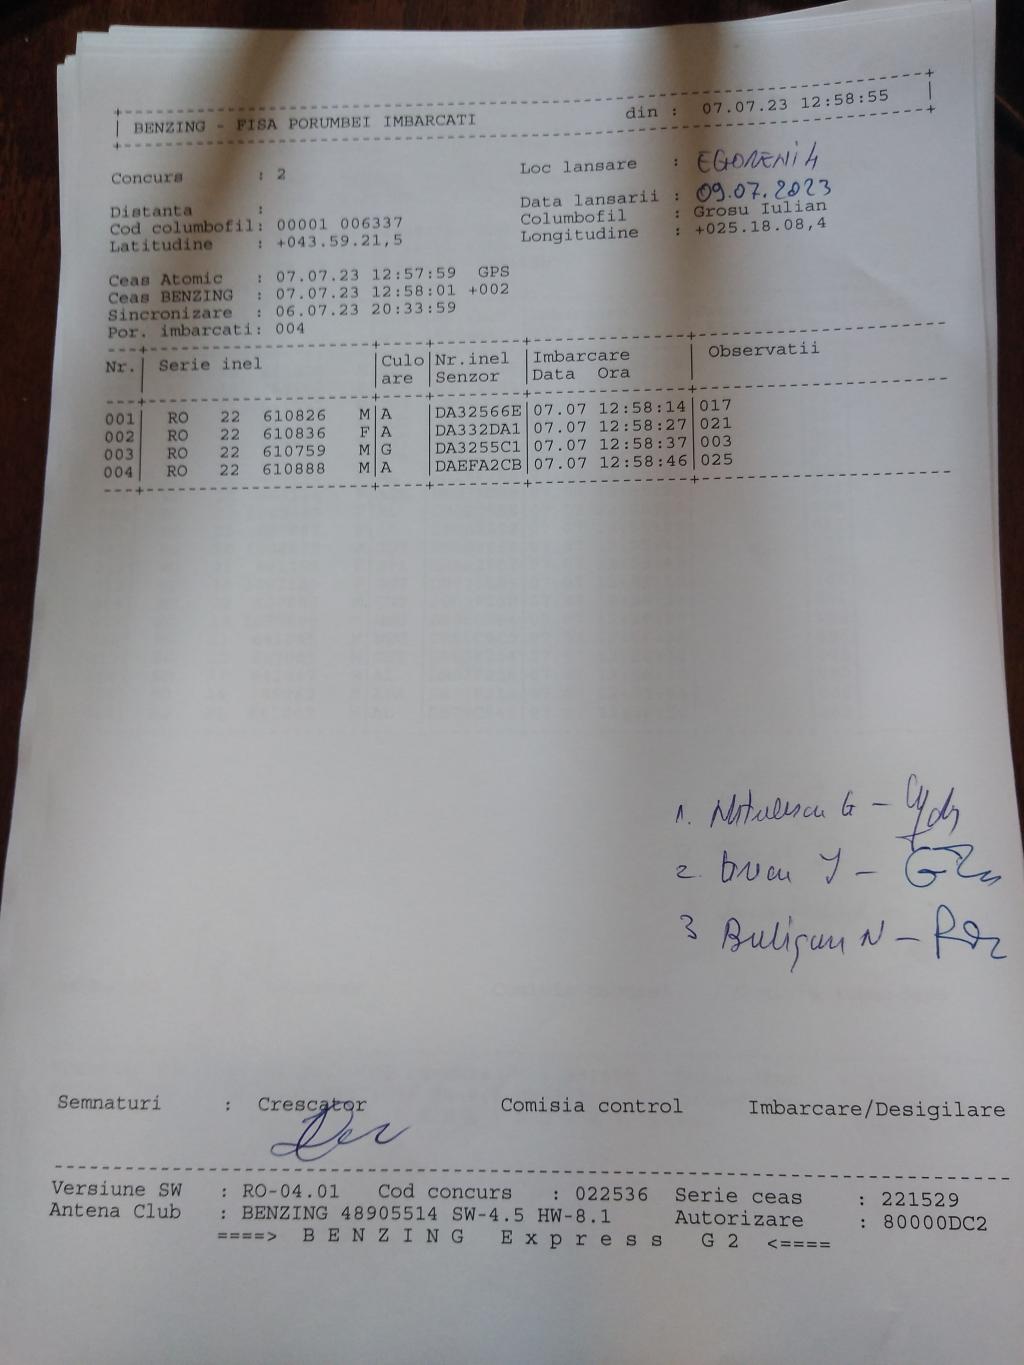 BENZING - FISA PORUMBEI IMBARCATI din : 07.07.23 12:58:55
Concurs : 2 Loc lansare : EGORENI 4
Distanta : Data lansarii : 09.07.2023
Cod columbofil: 00001 006337 Columbofil : Grosu Iulian
Latitudine : +043.59.21,5 Longitudine : +025.18.08,4
Ceas Atomic : 07.07.23 12:57:59 GPS
Ceas BENZING : 07.07.23 12:58:01 +002
Sincronizare : 06.07.23 20:33:59
Por. imbarcati: 004
Nr. Serie inel Culo Nr.inel Imbarcare Observatii
are Senzor Data Ora
001 RO 22 610826 M A DA32566E 07.07 12:58:14 017
002 RO 22 610836 F A DA332DA1 07.07 12:58:27 021
003 RO 22 610759 M G DA3255C1 07.07 12:58:37 003
004 RO 22 610888 M A DAEFA2CB 07.07 12:58:46 025
1. G -
2. -
3 Buligan N -
Semnaturi : Crescator Comisia control Imbarcare/Desigilare
Versiune SW : RO-04.01 Cod concurs : 022536 Serie ceas : 221529
Antena Club : BENZING 48905514 SW-4.5 HW-8.1 Autorizare : 80000DC2
====> B E N Z I N G E x p r e s s G 2 <====